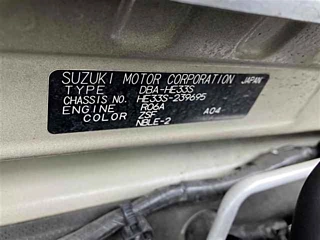 SUZUKI MOTOR CORPORATION JAPAN
TYPE DBA-HE33S
CHASSIS NO. HE33S-239695
ENGINE R06A
COLOR ZSF A04
NBLE-2